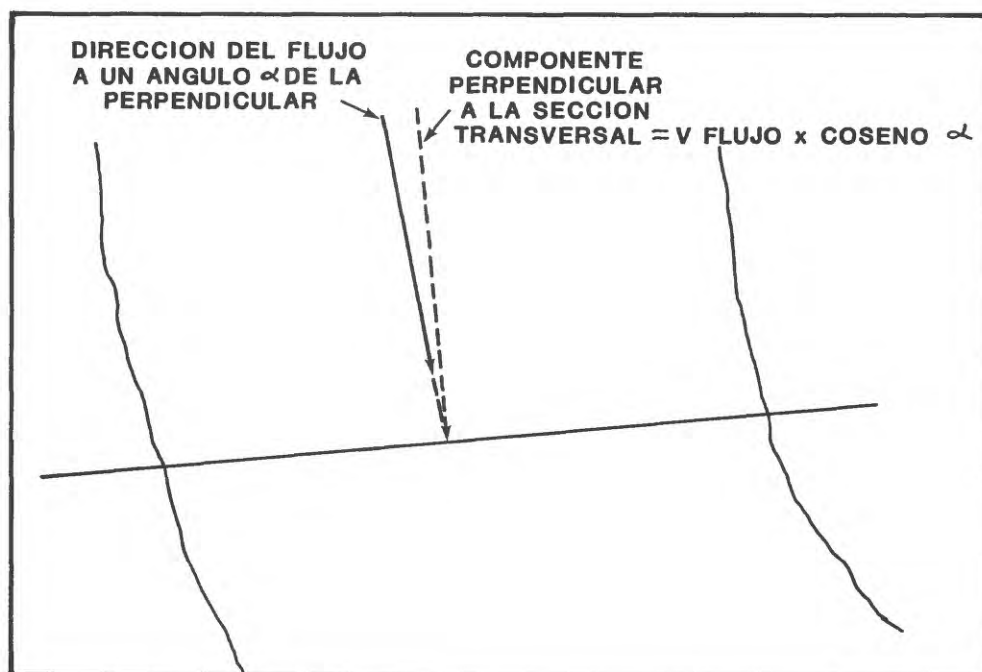 DIRECCION DEL FLUJO
A UN ANGULO α DE LA
PERPENDICULAR
COMPONENTE
PERPENDICULAR
A LA SECCION
TRANSVERSAL = V FLUJO x COSENO α